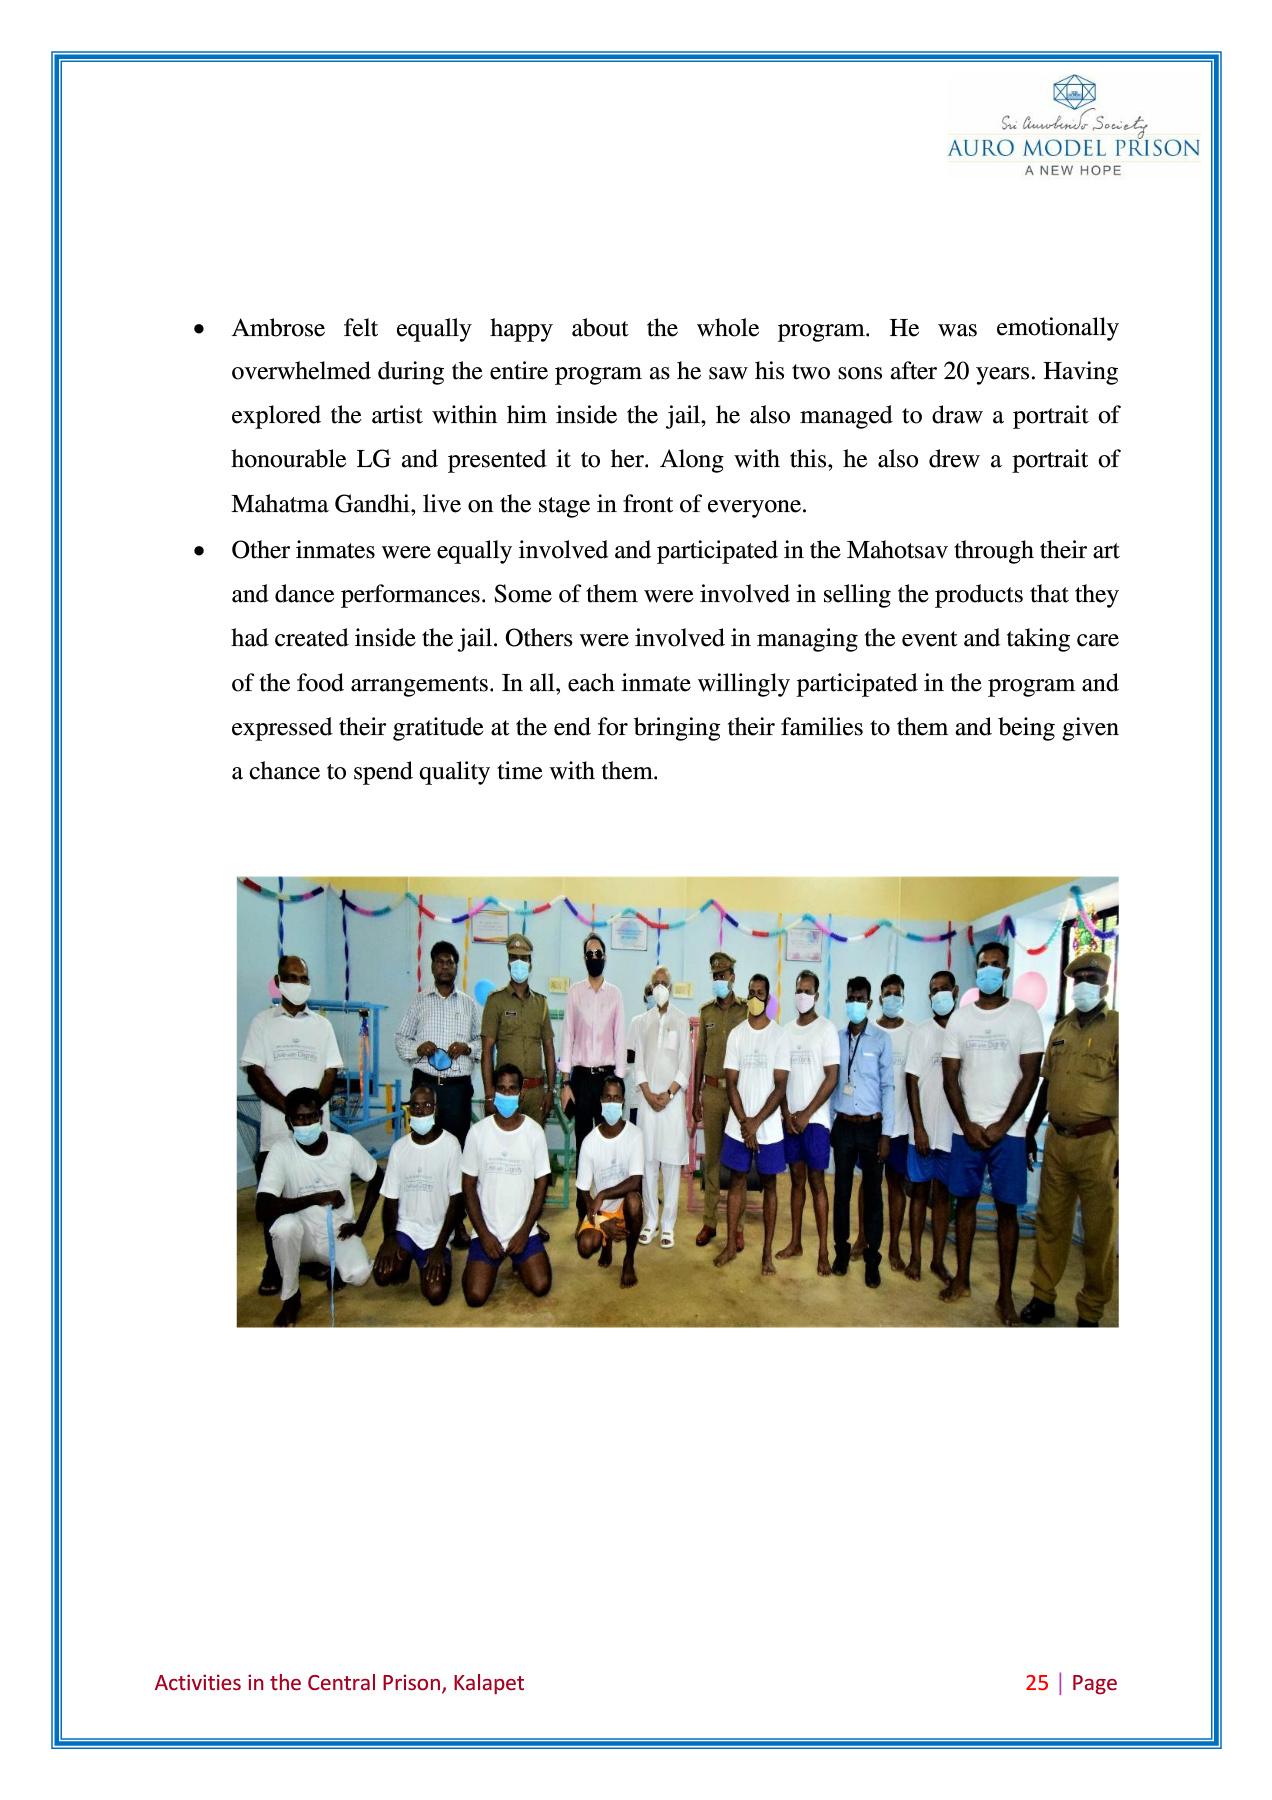 Sri Aurobindo Society
AURO MODEL PRISON
A NEW HOPE
• Ambrose felt equally happy about the whole program. He was emotionally
overwhelmed during the entire program as he saw his two sons after 20 years. Having
explored the artist within him inside the jail, he also managed to draw a portrait of
honourable LG and presented it to her. Along with this, he also drew a portrait of
Mahatma Gandhi, live on the stage in front of everyone.
• Other inmates were equally involved and participated in the Mahotsav through their art
and dance performances. Some of them were involved in selling the products that they
had created inside the jail. Others were involved in managing the event and taking care
of the food arrangements. In all, each inmate willingly participated in the program and
expressed their gratitude at the end for bringing their families to them and being given
a chance to spend quality time with them.
Activities in the Central Prison, Kalapet
25 | Page